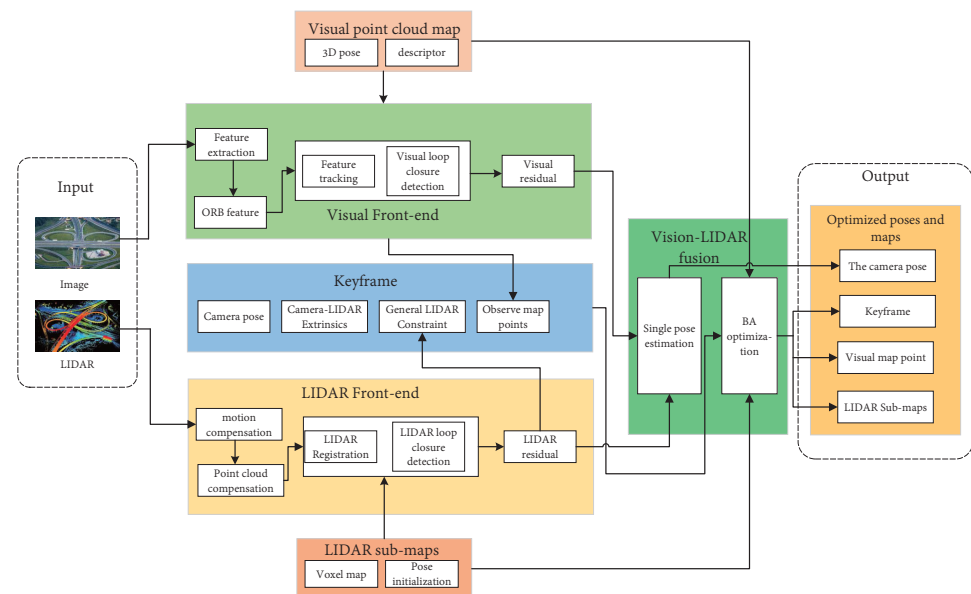 Visual point cloud map
3D pose
descriptor
Input
Image
LIDAR
Feature
extraction
ORB feature
Feature
tracking
Visual loop
closure
detection
Visual
residual
Visual Front-end
Keyframe
Camera pose
Camera-LIDAR
Extrinsics
General LIDAR
Constraint
Observe map
points
LIDAR Front-end
motion
compensation
Point cloud
compensation
LIDAR
Registration
LIDAR loop
closure
detection
LIDAR
residual
LIDAR sub-maps
Voxel map
Pose
initialization
Vision-LIDAR
fusion
Single pose
estimation
BA
optimiza-
tion
Output
Optimized poses and
maps
The camera pose
Keyframe
Visual map point
LIDAR Sub-maps